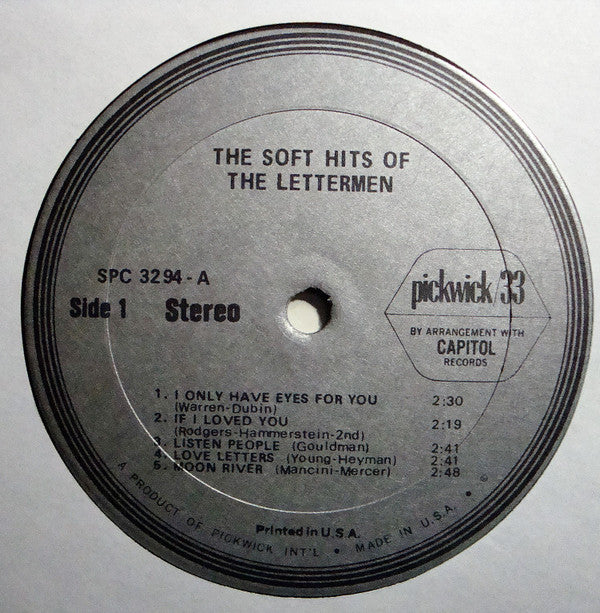 THE SOFT HITS OF
THE LETTERMEN
SPC 3294-A
Side 1 Stereo
pickwick/33
BY ARRANGEMENT WITH
CAPITOL
RECORDS
1. I ONLY HAVE EYES FOR YOU 2:30
(Warren-Dubin)
2. IF I LOVED YOU 2:19
(Rodgers-Hammerstein-2nd)
3. LISTEN PEOPLE (Gouldman) 2:41
4. LOVE LETTERS (Young-Heyman) 2:41
5. MOON RIVER (Mancini-Mercer) 2:48
Printed in U.S.A.
A PRODUCT OF PICKWICK INT'L • MADE IN U.S.A. • ©